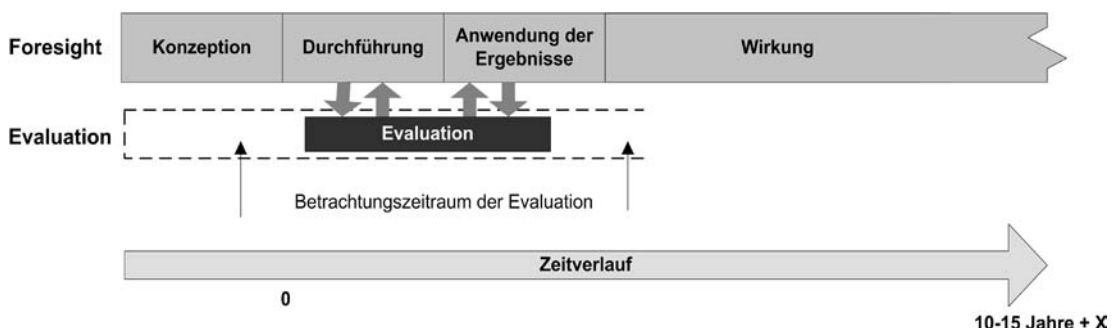 Foresight
Konzeption
Durchführung
Anwendung der
Ergebnisse
Wirkung
Evaluation
Evaluation
Betrachtungszeitraum der Evaluation
Zeitverlauf
0
10-15 Jahre + X